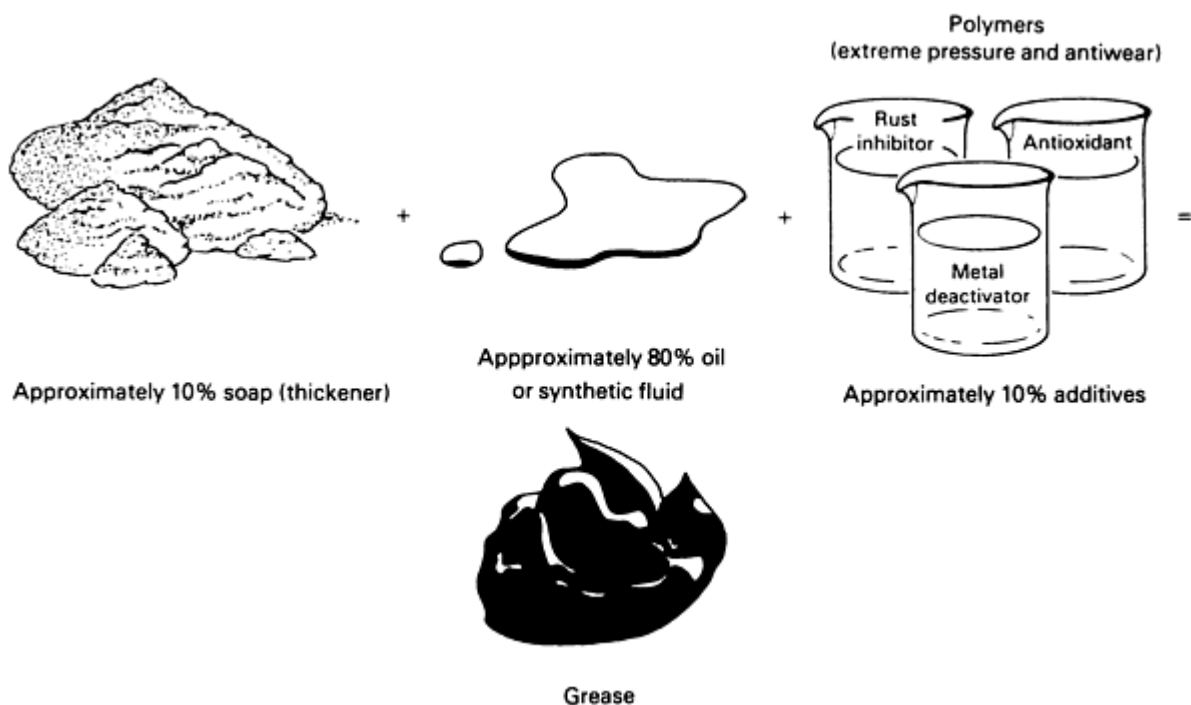 Polymers
(extreme pressure and antiwear)
Rust
inhibitor
Antioxidant
Metal
deactivator
+
+
=
Approximately 10% soap (thickener)
Appproximately 80% oil
or synthetic fluid
Approximately 10% additives
Grease